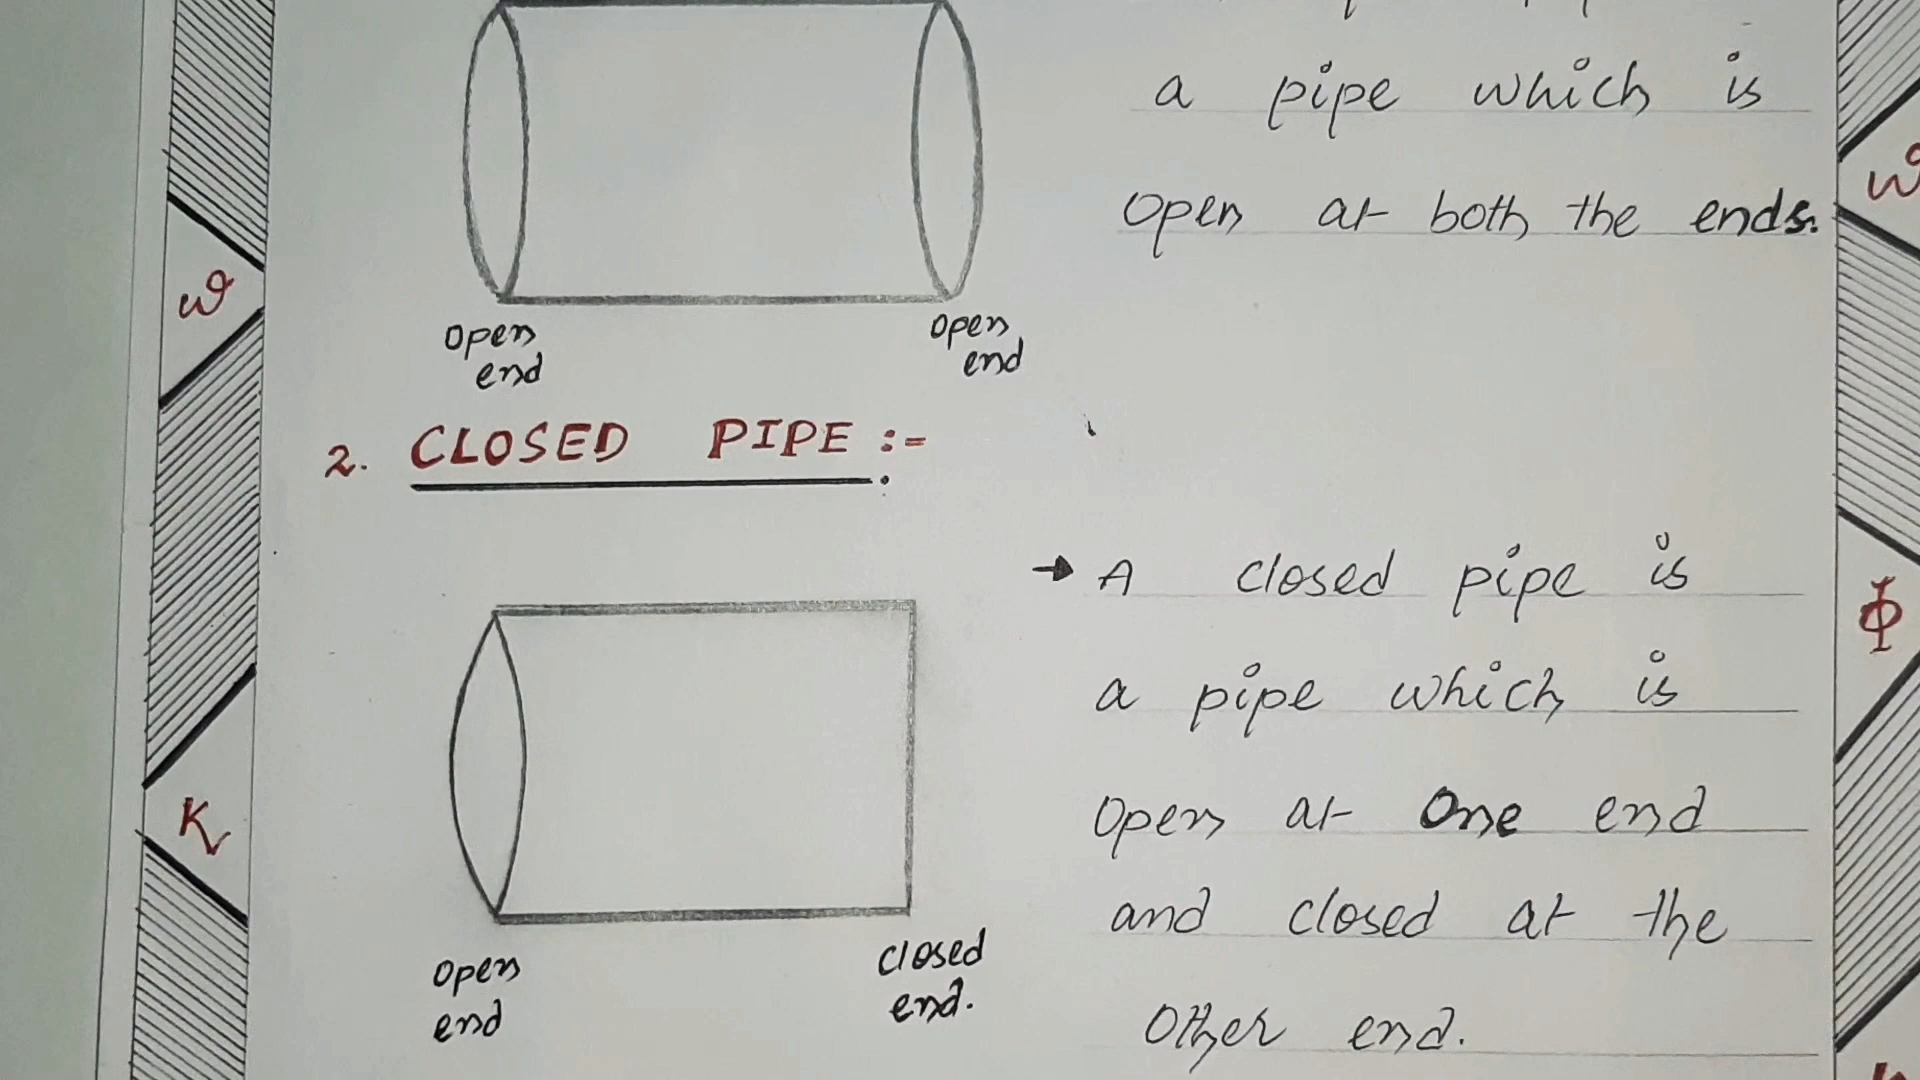 a pipe which is
open at both the ends.
open
end
open
end
2. CLOSED PIPE :-
→ A closed pipe is
a pipe which is
open at one end
and closed at the
other end.
open
end
closed
end.
ω
K
ω
Φ